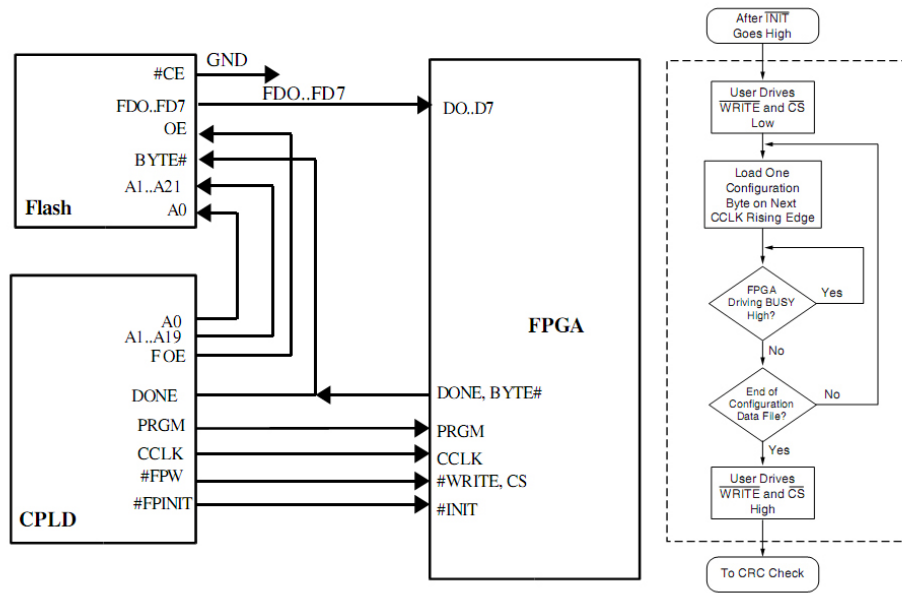 #CE
GND
FDO..FD7
FDO..FD7
OE
BYTE#
A1..A21
Flash
A0
A0
A1..A19
FOE
DONE
PRGM
CCLK
#FPW
#FPINIT
CPLD
DO..D7
FPGA
DONE, BYTE#
PRGM
CCLK
#WRITE, CS
#INIT
After INIT
Goes High
User Drives
WRITE and CS
Low
Load One
Configuration
Byte on Next
CCLK Rising Edge
FPGA
Driving BUSY
High?
Yes
No
End of
Configuration
Data File?
No
Yes
User Drives
WRITE and CS
High
To CRC Check